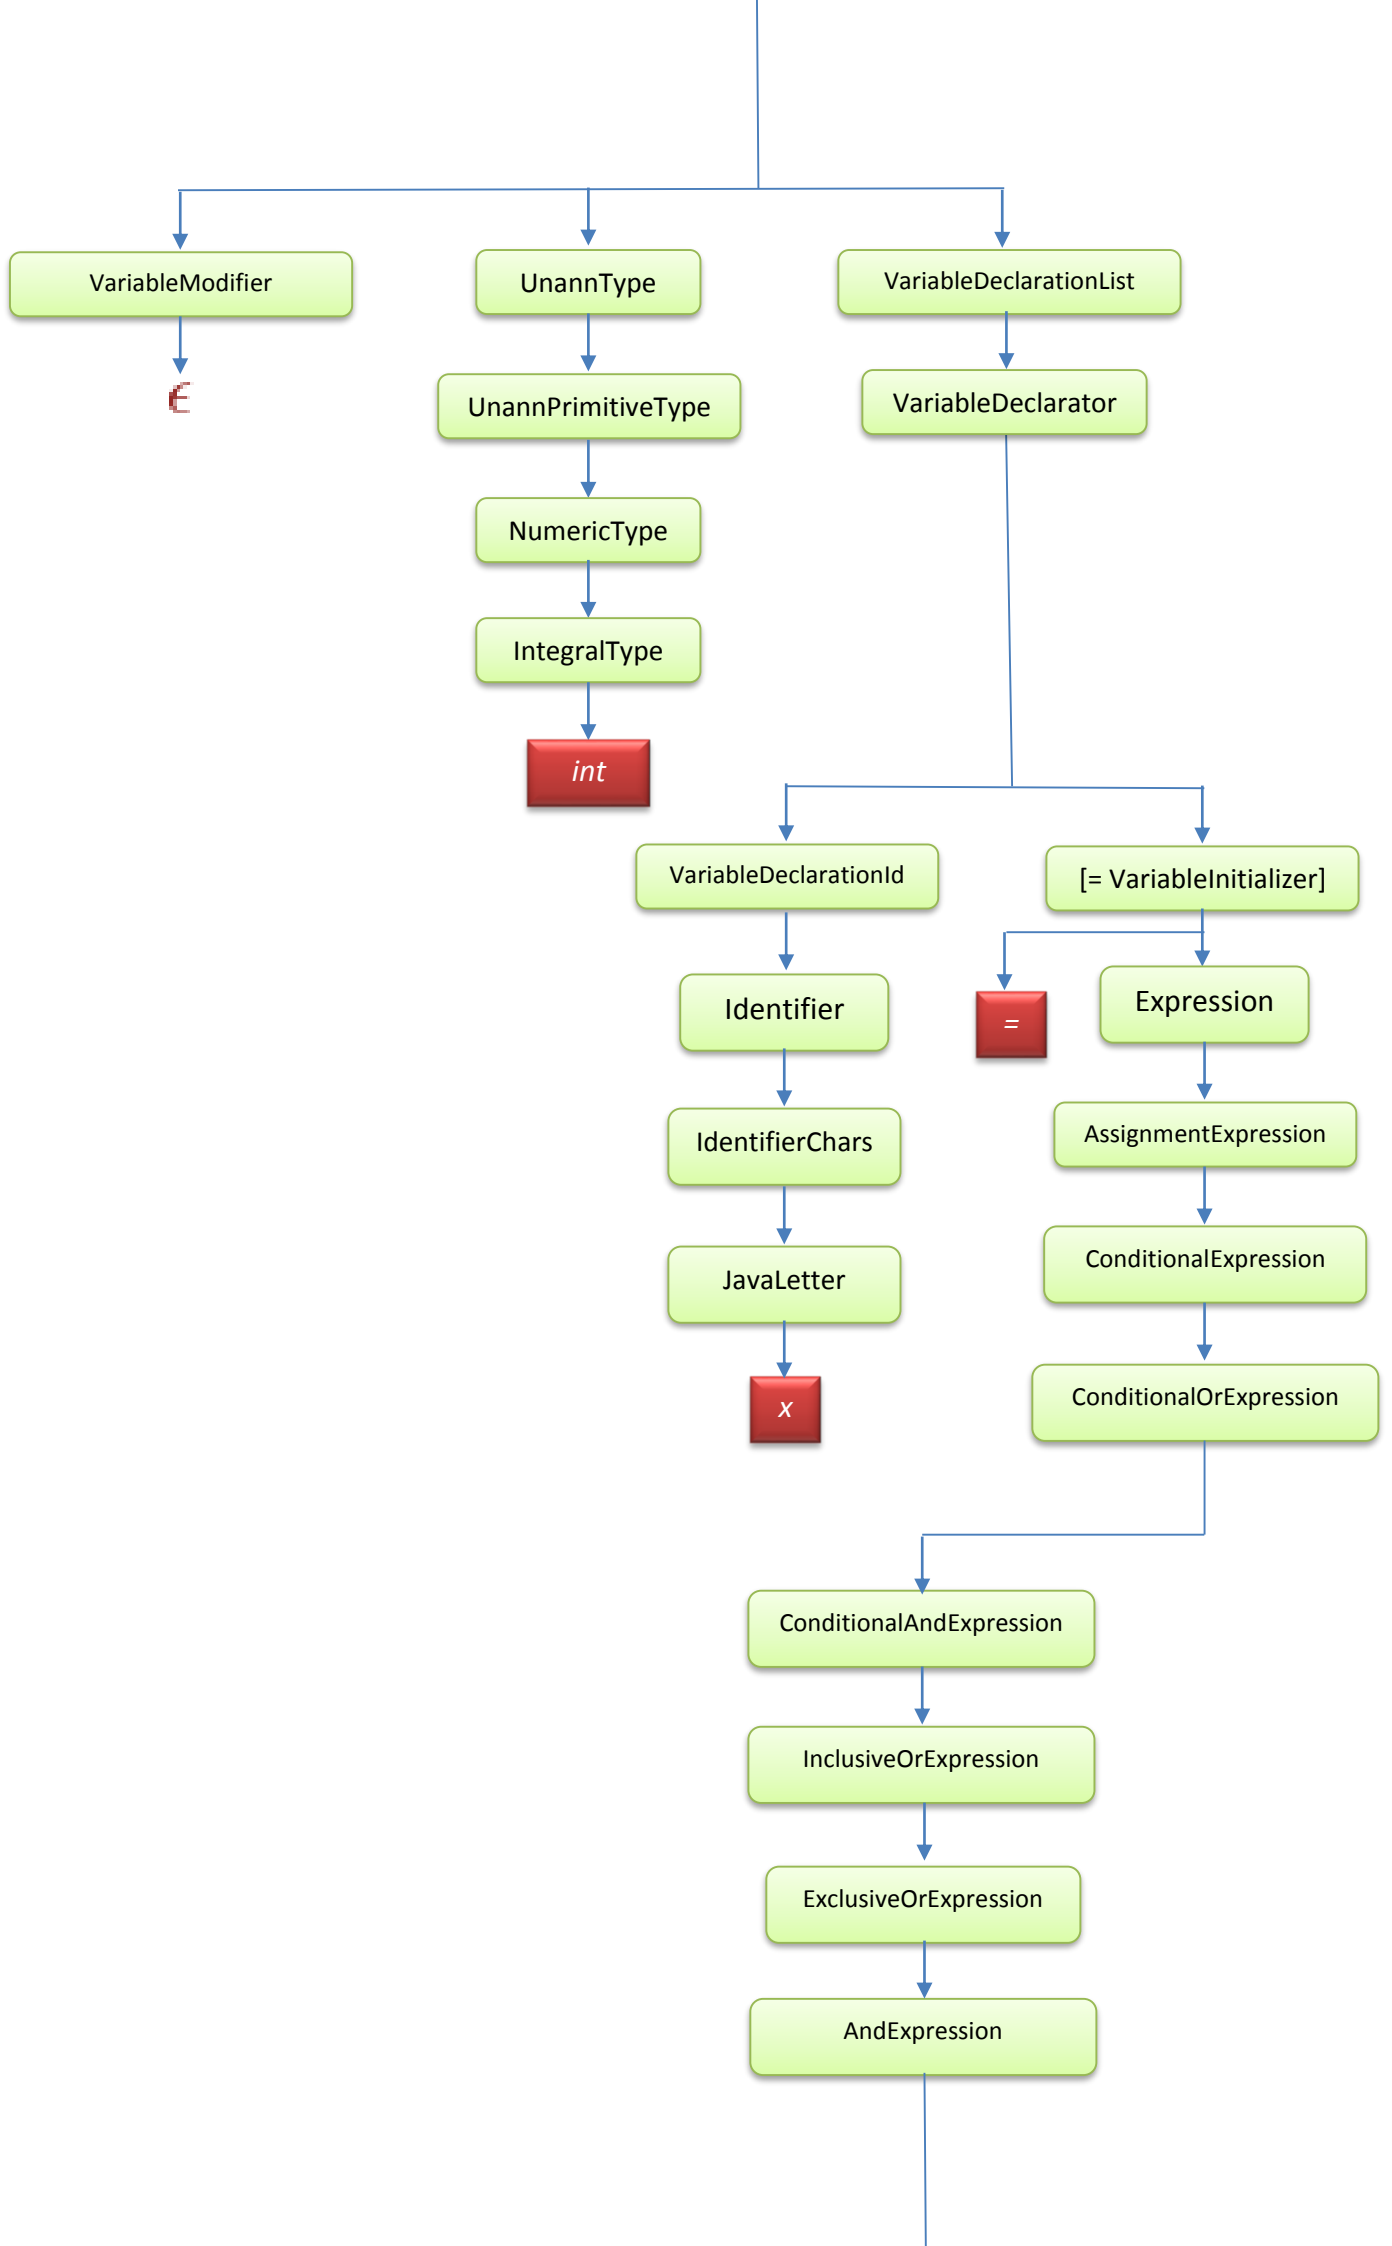 VariableModifier
UnannType
VariableDeclarationList
є
UnannPrimitiveType
VariableDeclarator
NumericType
IntegralType
int
VariableDeclarationId
[= VariableInitializer]
Identifier
=
Expression
IdentifierChars
AssignmentExpression
JavaLetter
ConditionalExpression
x
ConditionalOrExpression
ConditionalAndExpression
InclusiveOrExpression
ExclusiveOrExpression
AndExpression